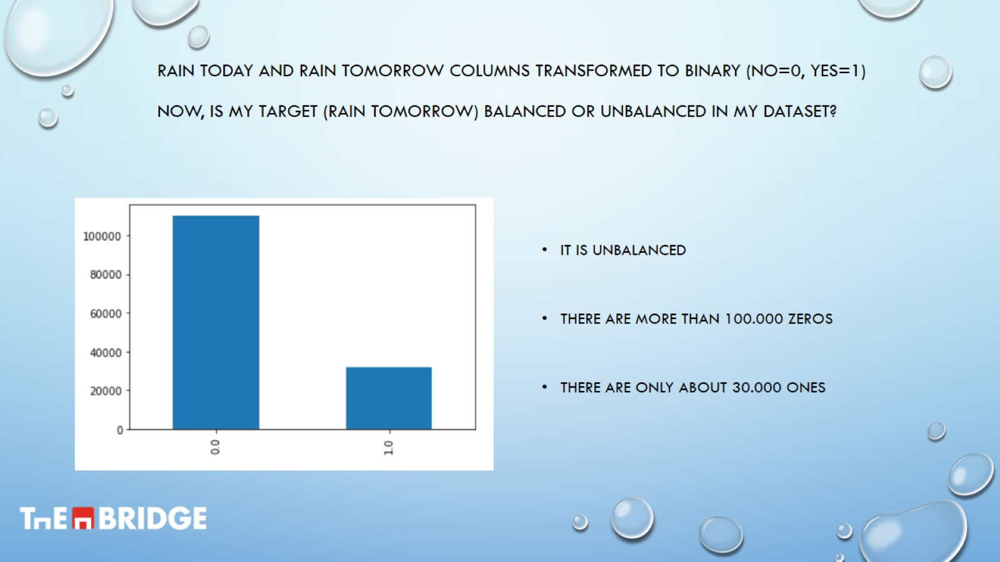 RAIN TODAY AND RAIN TOMORROW COLUMNS TRANSFORMED TO BINARY (NO=0, YES=1)
NOW, IS MY TARGET (RAIN TOMORROW) BALANCED OR UNBALANCED IN MY DATASET?
100000
80000
60000
40000
20000
0
0.0
1.0
• IT IS UNBALANCED
• THERE ARE MORE THAN 100.000 ZEROS
• THERE ARE ONLY ABOUT 30.000 ONES
THE BRIDGE